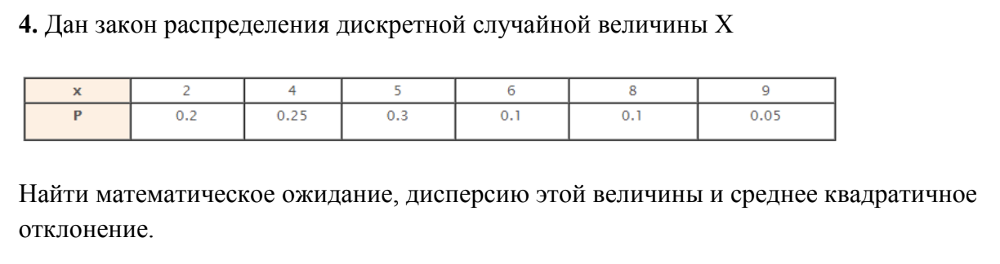 4. Дан закон распределения дискретной случайной величины X
x 2 4 5 6 8 9
P 0.2 0.25 0.3 0.1 0.1 0.05
Найти математическое ожидание, дисперсию этой величины и среднее квадратичное
отклонение.